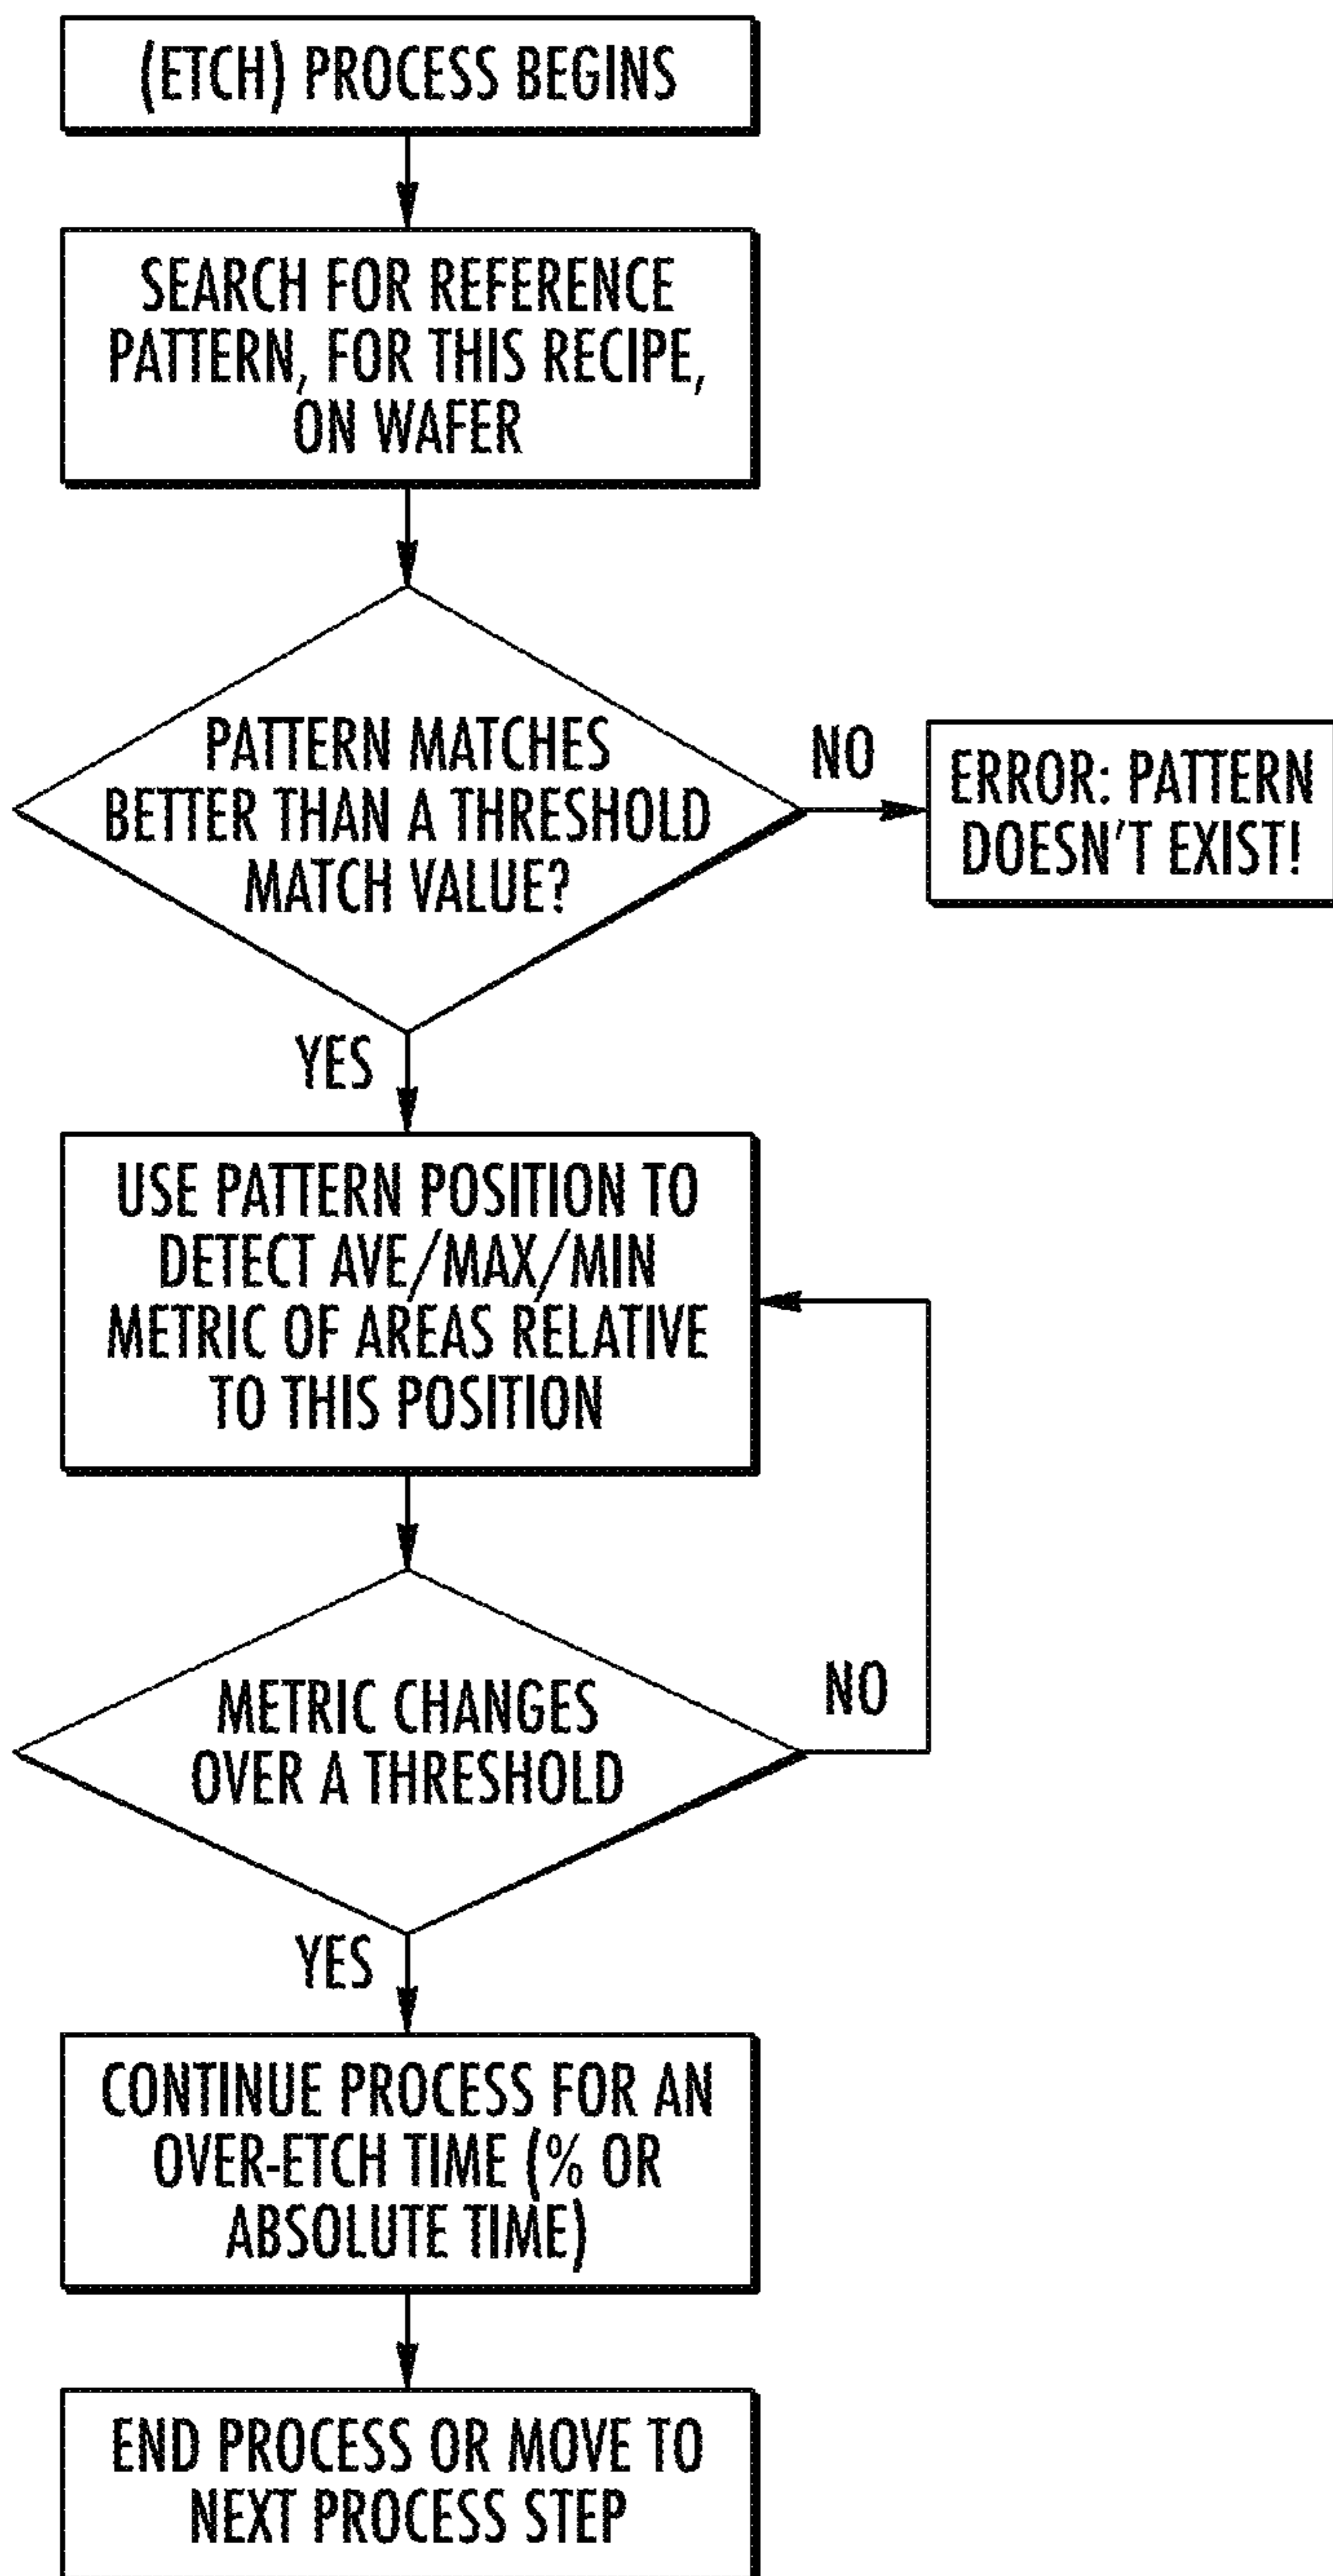 (ETCH) PROCESS BEGINS
SEARCH FOR REFERENCE
PATTERN, FOR THIS RECIPE,
ON WAFER
PATTERN MATCHES
BETTER THAN A THRESHOLD
MATCH VALUE?
NO
ERROR: PATTERN
DOESN'T EXIST!
YES
USE PATTERN POSITION TO
DETECT AVE/MAX/MIN
METRIC OF AREAS RELATIVE
TO THIS POSITION
METRIC CHANGES
OVER A THRESHOLD
NO
YES
CONTINUE PROCESS FOR AN
OVER-ETCH TIME (% OR
ABSOLUTE TIME)
END PROCESS OR MOVE TO
NEXT PROCESS STEP